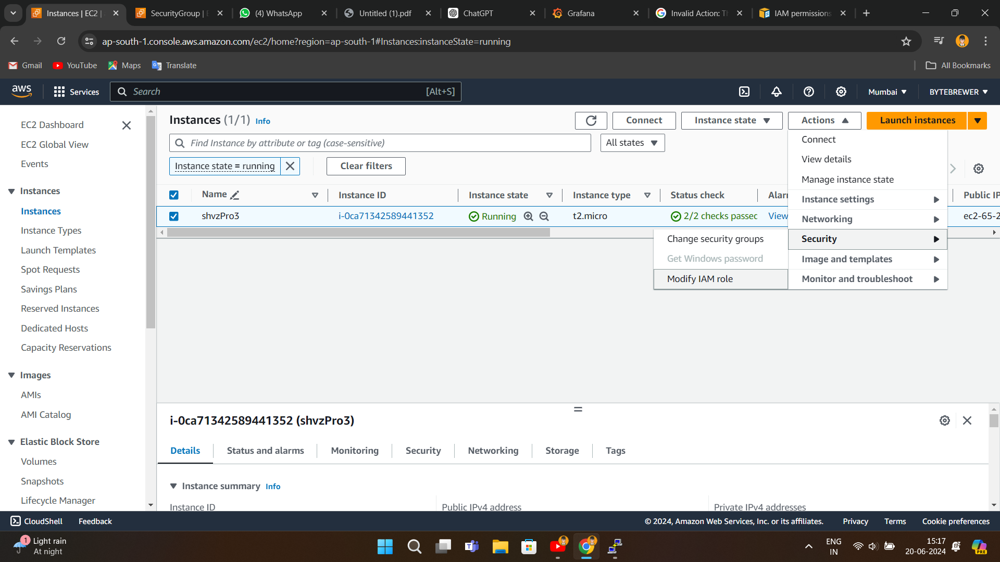 Instances | EC2 |
SecurityGroup | E
(4) WhatsApp
Untitled (1).pdf
ChatGPT
Grafana
Invalid Action: Th
IAM permissions
ap-south-1.console.aws.amazon.com/ec2/home?region=ap-south-1#Instances:instanceState=running
Gmail
YouTube
Maps
Translate
All Bookmarks
aws
Services
Search
[Alt+S]
Mumbai
BYTEBREWER
EC2 Dashboard
EC2 Global View
Events
Instances
Instances
Instance Types
Launch Templates
Spot Requests
Savings Plans
Reserved Instances
Dedicated Hosts
Capacity Reservations
Images
AMIs
AMI Catalog
Elastic Block Store
Volumes
Snapshots
Lifecycle Manager
Instances (1/1) Info
Connect
Instance state
Actions
Launch instances
Find Instance by attribute or tag (case-sensitive)
All states
Instance state = running
Clear filters
Connect
View details
Manage instance state
Instance settings
Networking
Security
Image and templates
Monitor and troubleshoot
Change security groups
Get Windows password
Modify IAM role
Name
Instance ID
Instance state
Instance type
Status check
Alarr
Public IP
shvzPro3
i-0ca71342589441352
Running
t2.micro
2/2 checks passec
View
ec2-65-2
i-0ca71342589441352 (shvzPro3)
Details
Status and alarms
Monitoring
Security
Networking
Storage
Tags
Instance summary Info
Instance ID
Public IPv4 address
Private IPv4 addresses
CloudShell
Feedback
© 2024, Amazon Web Services, Inc. or its affiliates.
Privacy
Terms
Cookie preferences
1
Light rain
At night
ENG
IN
15:17
20-06-2024
PRE